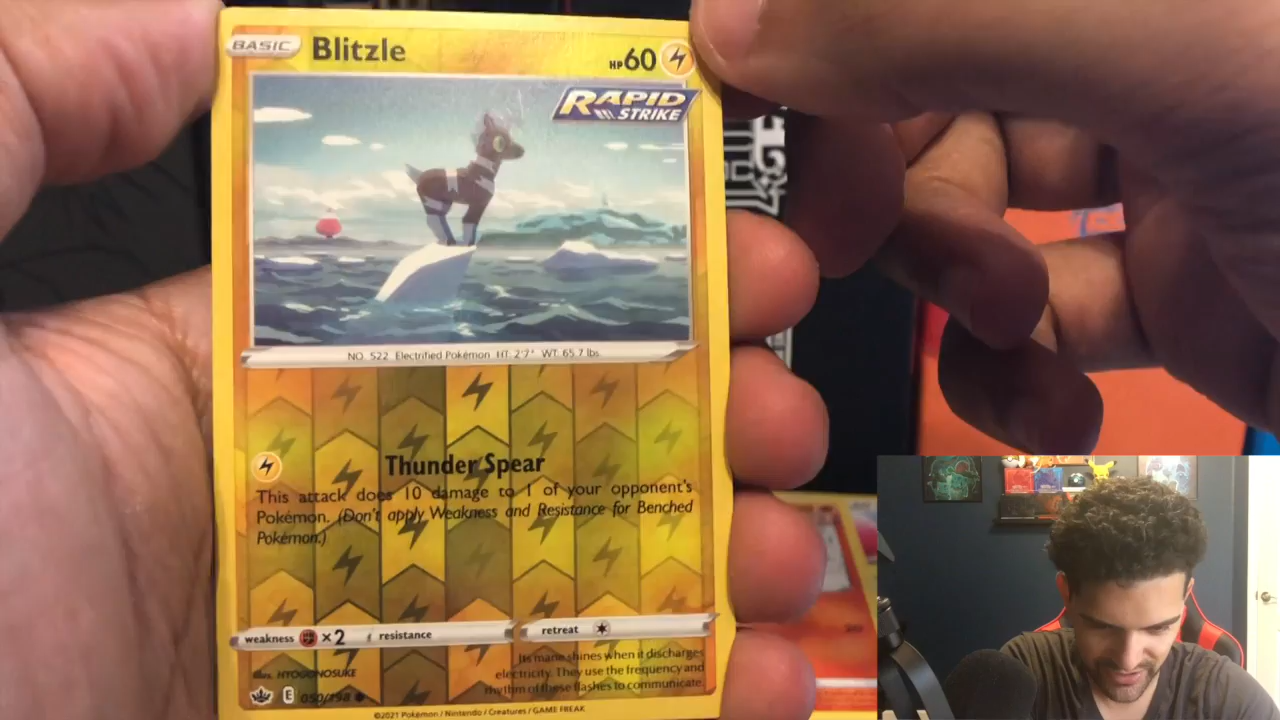 BASIC Blitzle HP60
RAPID
STRIKE
NO. 522 Electrified Pokémon HT: 2'7" WT: 65.7 lbs.
Thunder Spear
This attack does 10 damage to 1 of your opponent's
Pokémon. (Don't apply Weakness and Resistance for Benched
Pokémon.)
weakness ×2 resistance retreat
Its mane shines when it discharges
electricity. They use the frequency and
rhythm of these flashes to communicate.
Illus. HYOGONOSUKE
E 050/198
©2021 Pokémon / Nintendo / Creatures / GAME FREAK